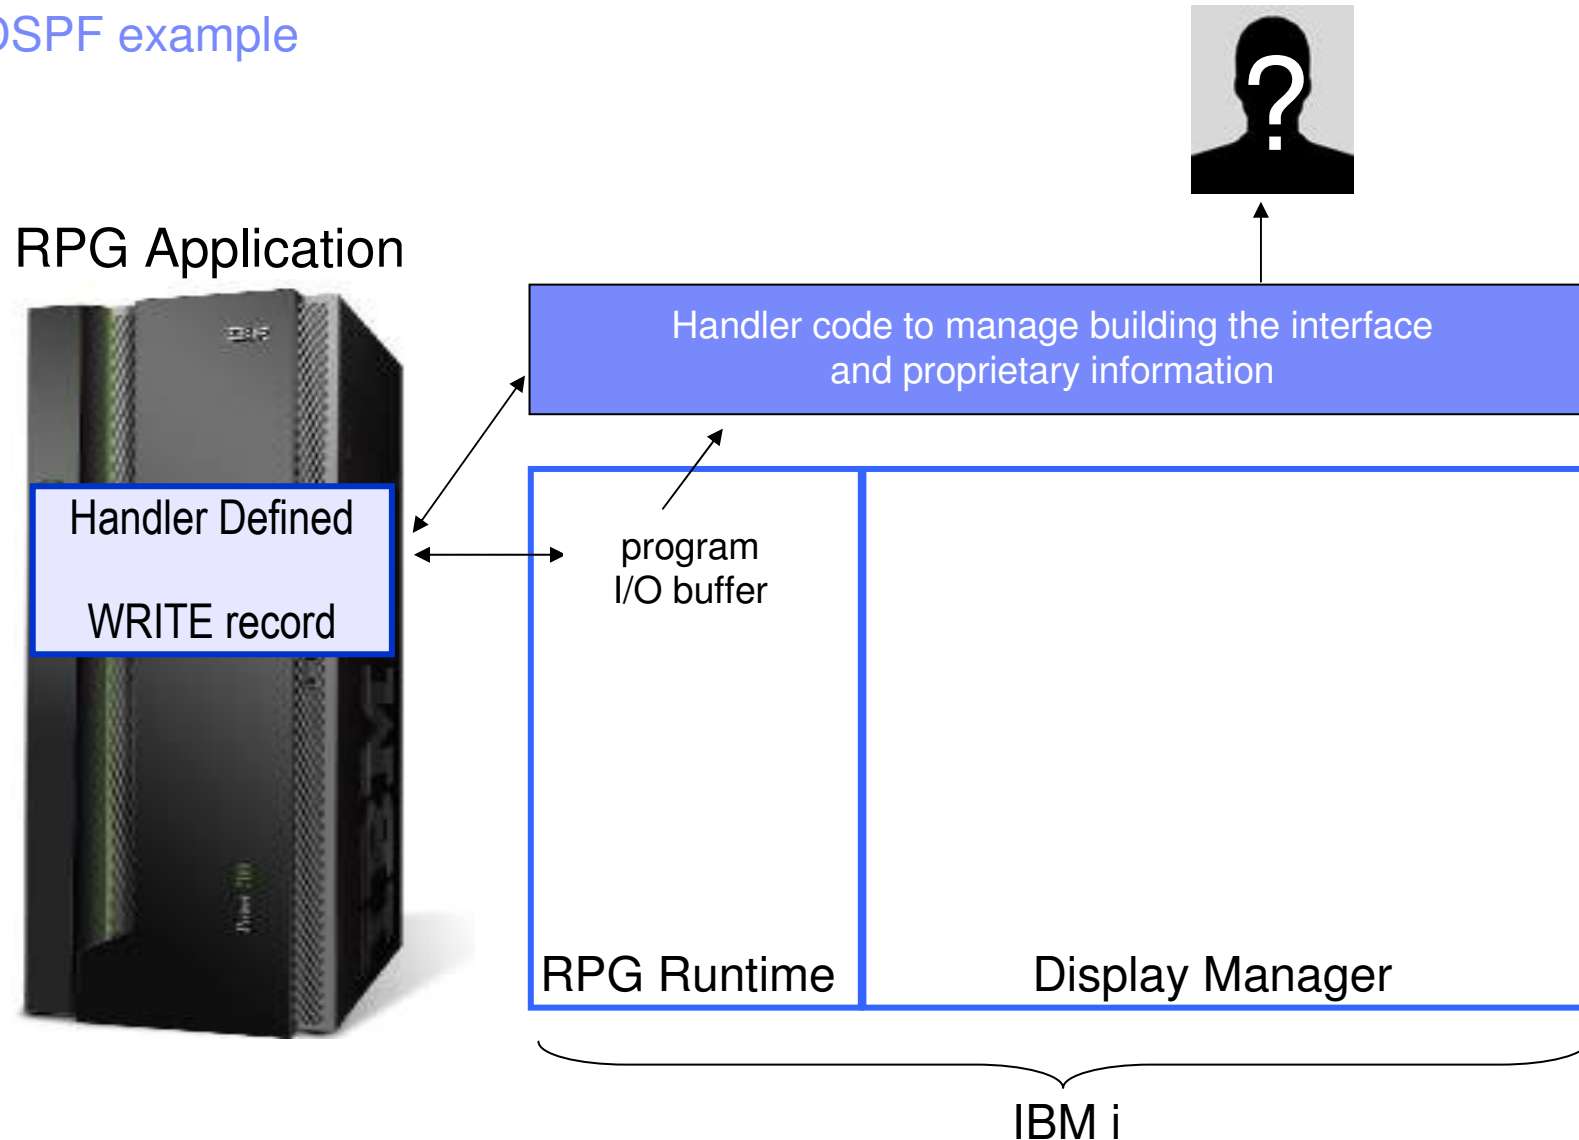 DSPF example
?
RPG Application
Handler code to manage building the interface
and proprietary information
Handler Defined
WRITE record
program
I/O buffer
RPG Runtime
Display Manager
IBM i